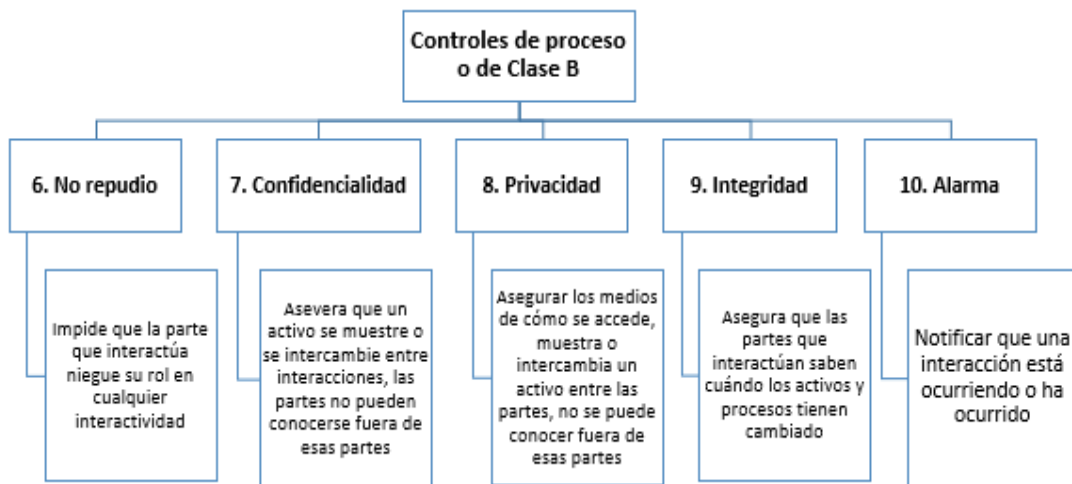 Controles de proceso
o de Clase B
6. No repudio
7. Confidencialidad
8. Privacidad
9. Integridad
10. Alarma
Impide que la parte
que interactúa
niegue su rol en
cualquier
interactividad
Asevera que un
activo se muestre o
se intercambie entre
interacciones, las
partes no pueden
conocerse fuera de
esas partes
Asegurar los medios
de cómo se accede,
muestra o
intercambia un
activo entre las
partes, no se puede
conocer fuera de
esas partes
Asegura que las
partes que
interactúan saben
cuándo los activos y
procesos tienen
cambiado
Notificar que una
interacción está
ocurriendo o ha
ocurrido